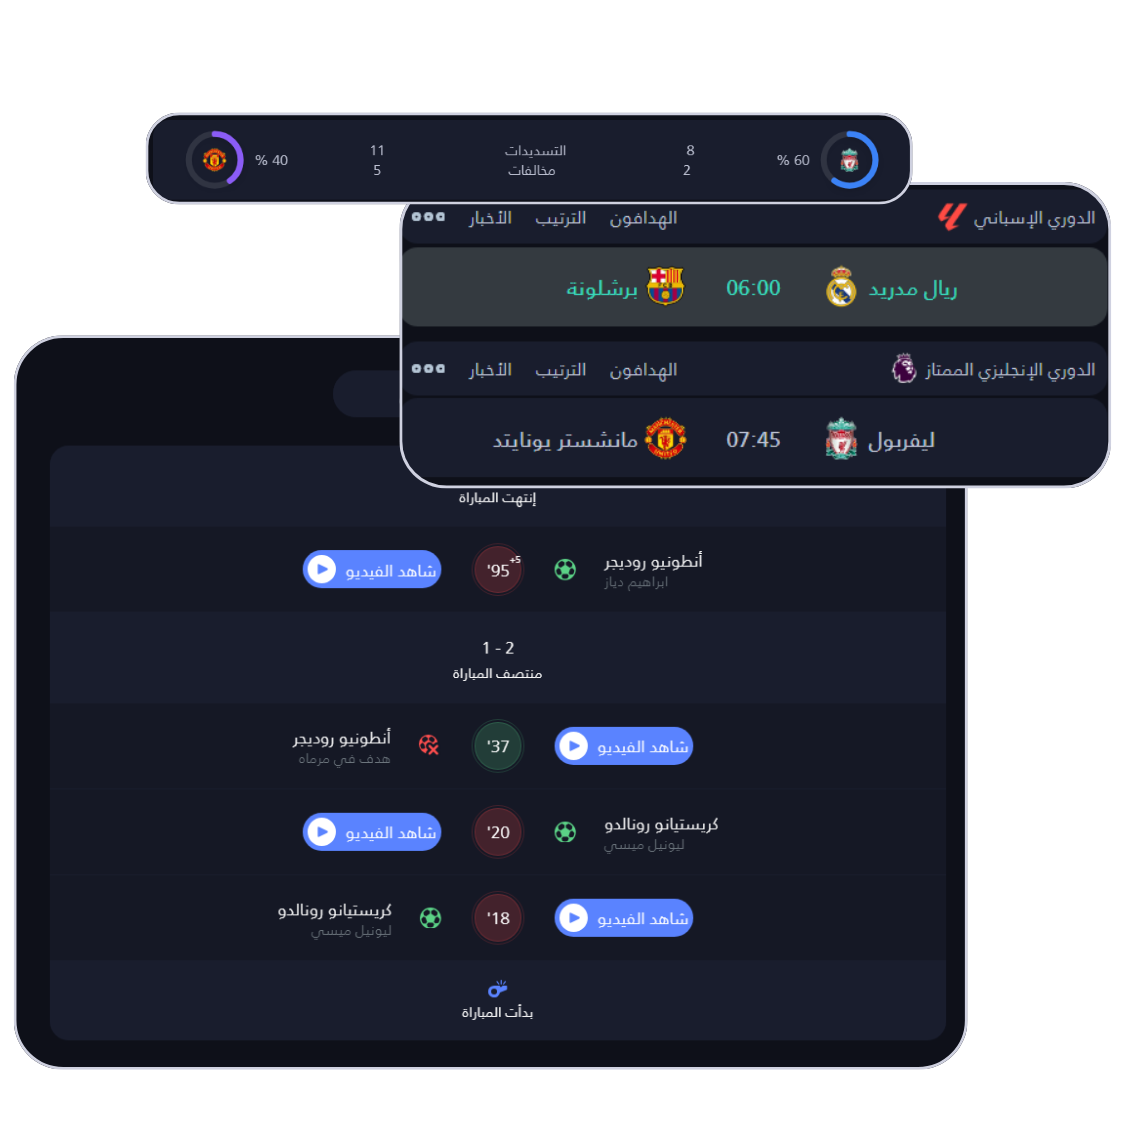 60 %
8 التسديدات 11
2 مخالفات 5
40 %
الدوري الإسباني الهدافون الترتيب الأخبار
ريال مدريد 06:00 برشلونة
الدوري الإنجليزي الممتاز الهدافون الترتيب الأخبار
ليفربول 07:45 مانشستر يونايتد
إنتهت المباراة
أنطونيو روديجر '95 +5 شاهد الفيديو
ابراهيم دياز
1 - 2
منتصف المباراة
شاهد الفيديو '37 أنطونيو روديجر
هدف في مرماه
كريستيانو رونالدو '20 شاهد الفيديو
ليونيل ميسي
شاهد الفيديو '18 كريستيانو رونالدو
ليونيل ميسي
بدأت المباراة